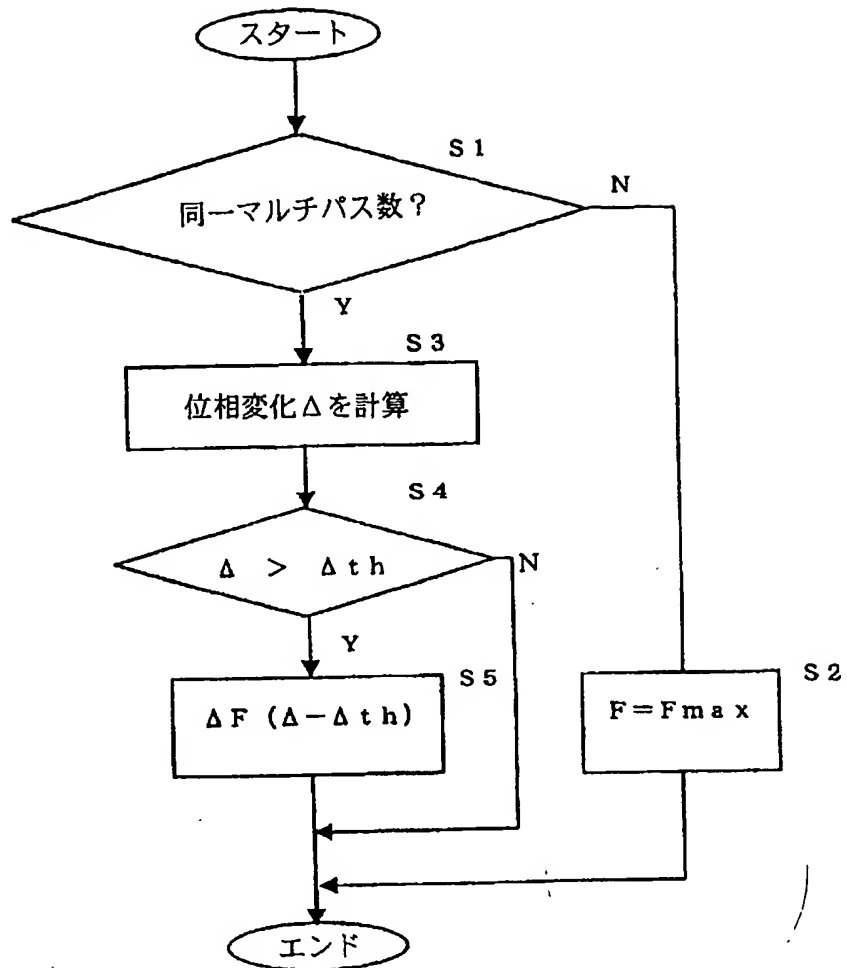 スタート
S1
同一マルチパス数?
N
Y
S3
位相変化Δを計算
S4
Δ > Δth
N
Y
S5
ΔF (Δ－Δth)
S2
F＝Fmax
エンド